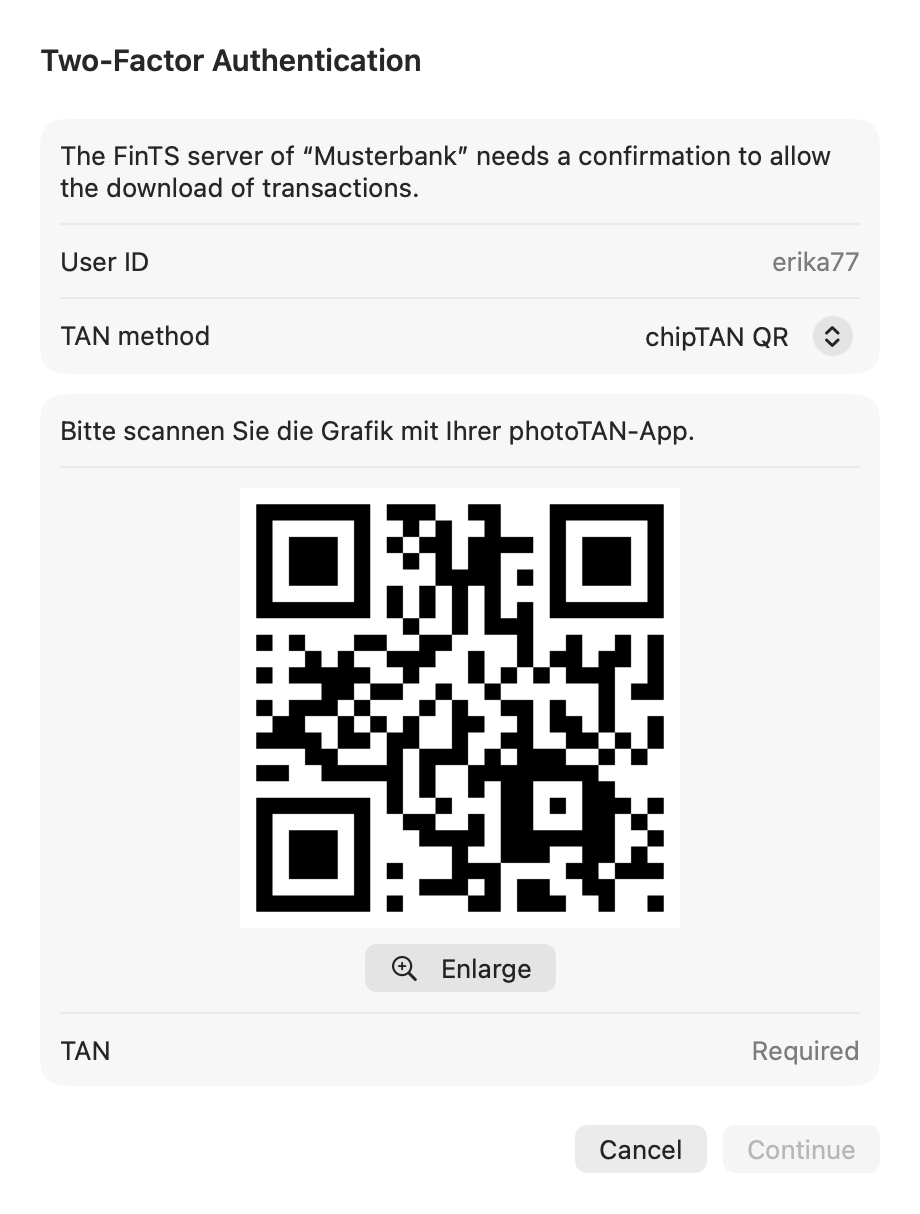 Two-Factor Authentication
The FinTS server of “Musterbank” needs a confirmation to allow
the download of transactions.
User ID
erika77
TAN method
chipTAN QR
Bitte scannen Sie die Grafik mit Ihrer photoTAN-App.
Enlarge
TAN
Required
Cancel
Continue